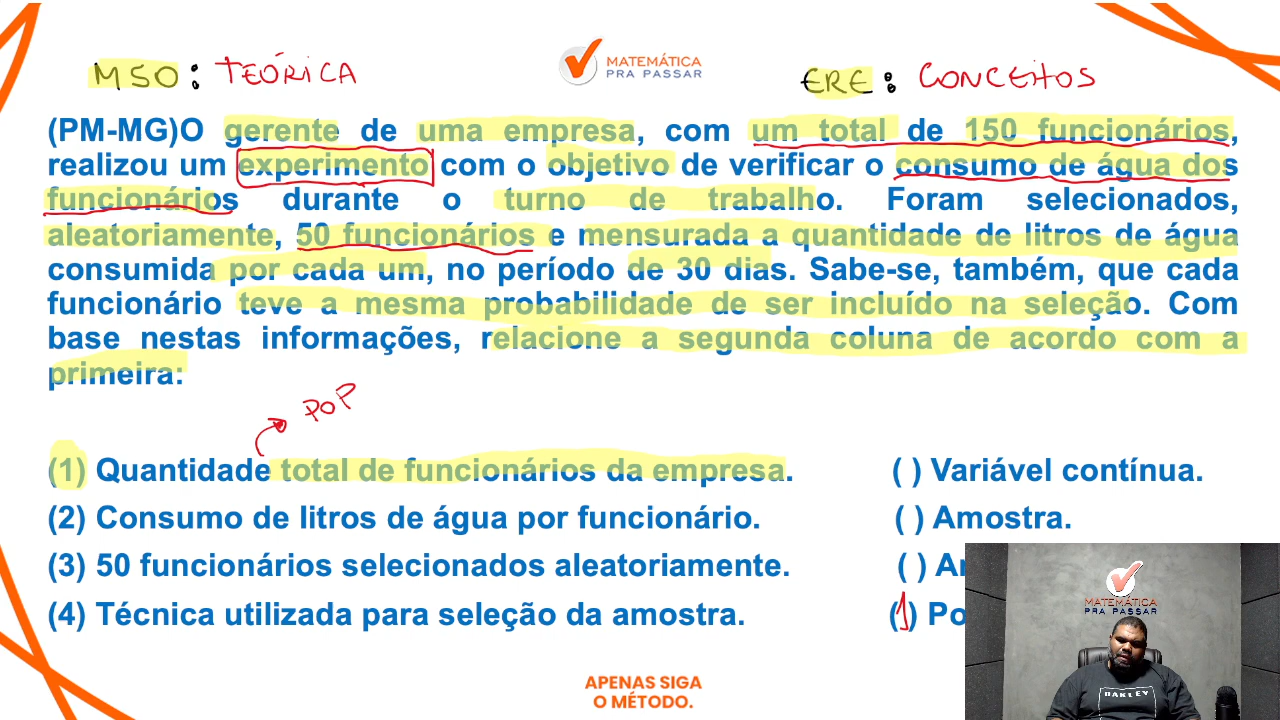 MSO: TEÓRICA
MATEMÁTICA
PRA PASSAR
ERE: CONCEITOS
(PM-MG)O gerente de uma empresa, com um total de 150 funcionários,
realizou um experimento com o objetivo de verificar o consumo de água dos
funcionários durante o turno de trabalho. Foram selecionados,
aleatoriamente, 50 funcionários e mensurada a quantidade de litros de água
consumida por cada um, no período de 30 dias. Sabe-se, também, que cada
funcionário teve a mesma probabilidade de ser incluído na seleção. Com
base nestas informações, relacione a segunda coluna de acordo com a
primeira:
POP
(1) Quantidade total de funcionários da empresa. ( ) Variável contínua.
(2) Consumo de litros de água por funcionário. ( ) Amostra.
(3) 50 funcionários selecionados aleatoriamente. ( )
(4) Técnica utilizada para seleção da amostra. (1)
MATEMÁTICA
PRA PASSAR
OAKLEY
APENAS SIGA
O MÉTODO.